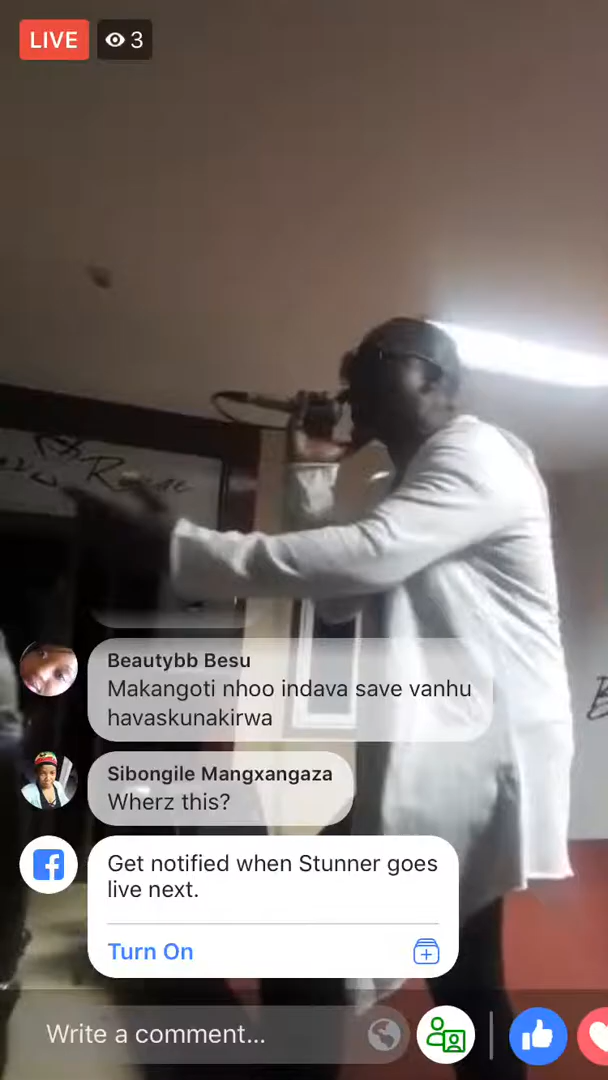 LIVE 3
Beautybb Besu
Makangoti nhoo indava save vanhu
havaskunakirwa
Sibongile Mangxangaza
Wherz this?
Get notified when Stunner goes
live next.
Turn On
Write a comment...